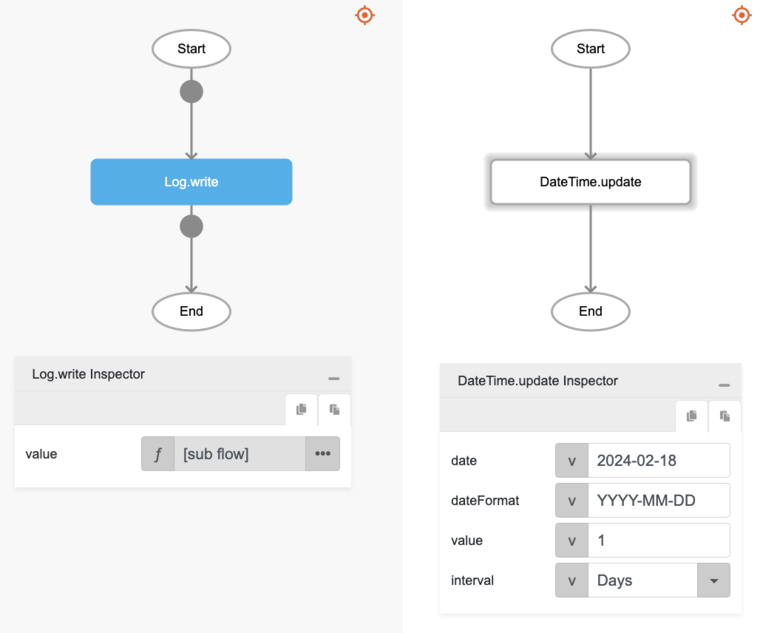 Start
Log.write
End
Log.write Inspector
value
f
[sub flow]
•••
Start
DateTime.update
End
DateTime.update Inspector
date v 2024-02-18
dateFormat v YYYY-MM-DD
value v 1
interval v Days